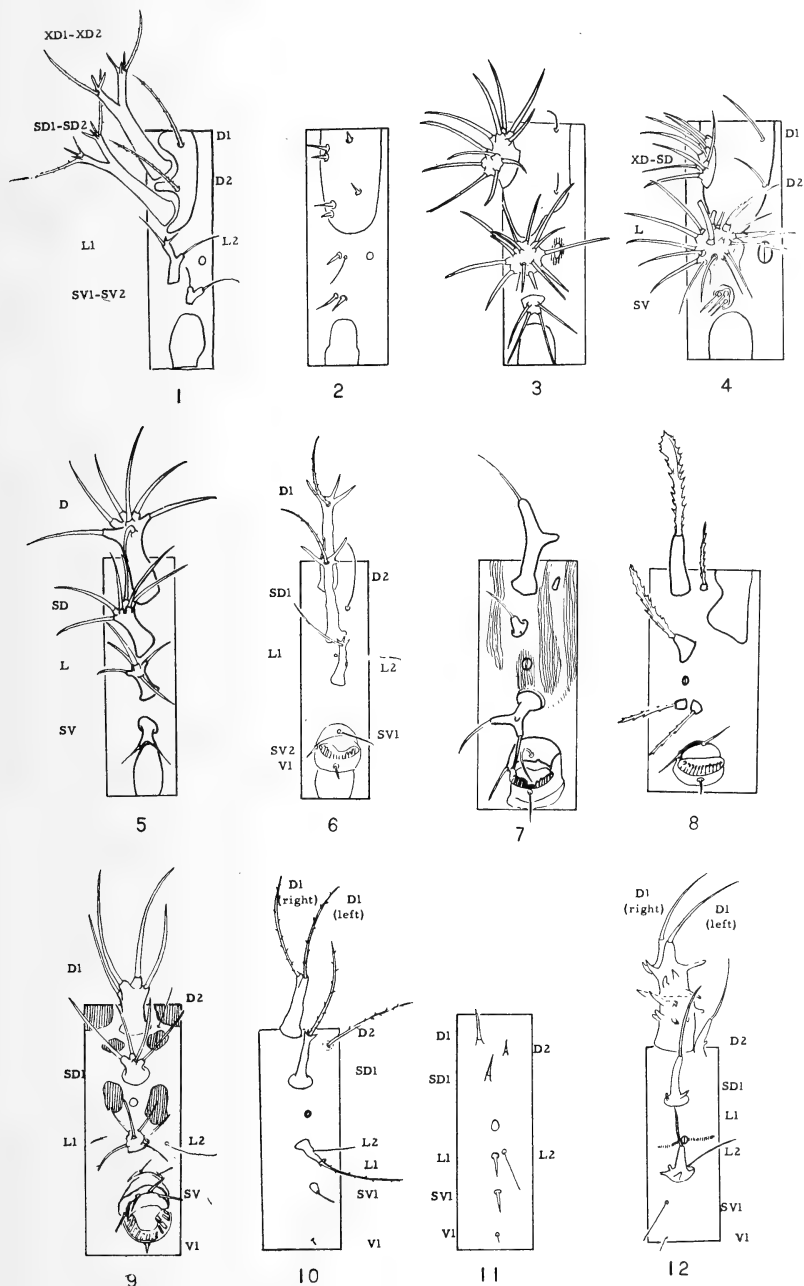 XD1-XD2
SD1-SD2
D1
D2
L1
L2
SV1-SV2
1
2
3
XD-SD
D1
D2
L
SV
4
D
SD
L
SV
5
D1
D2
SD1
L1
L2
SV1
SV2
V1
6
7
8
D1
D2
SD1
L1
L2
SV
V1
9
D1
(right)
D1
(left)
D2
SD1
L2
L1
SV1
V1
10
D1
D2
SD1
L1
L2
SV1
V1
11
D1
(right)
D1
(left)
D2
SD1
L1
L2
SV1
V1
12